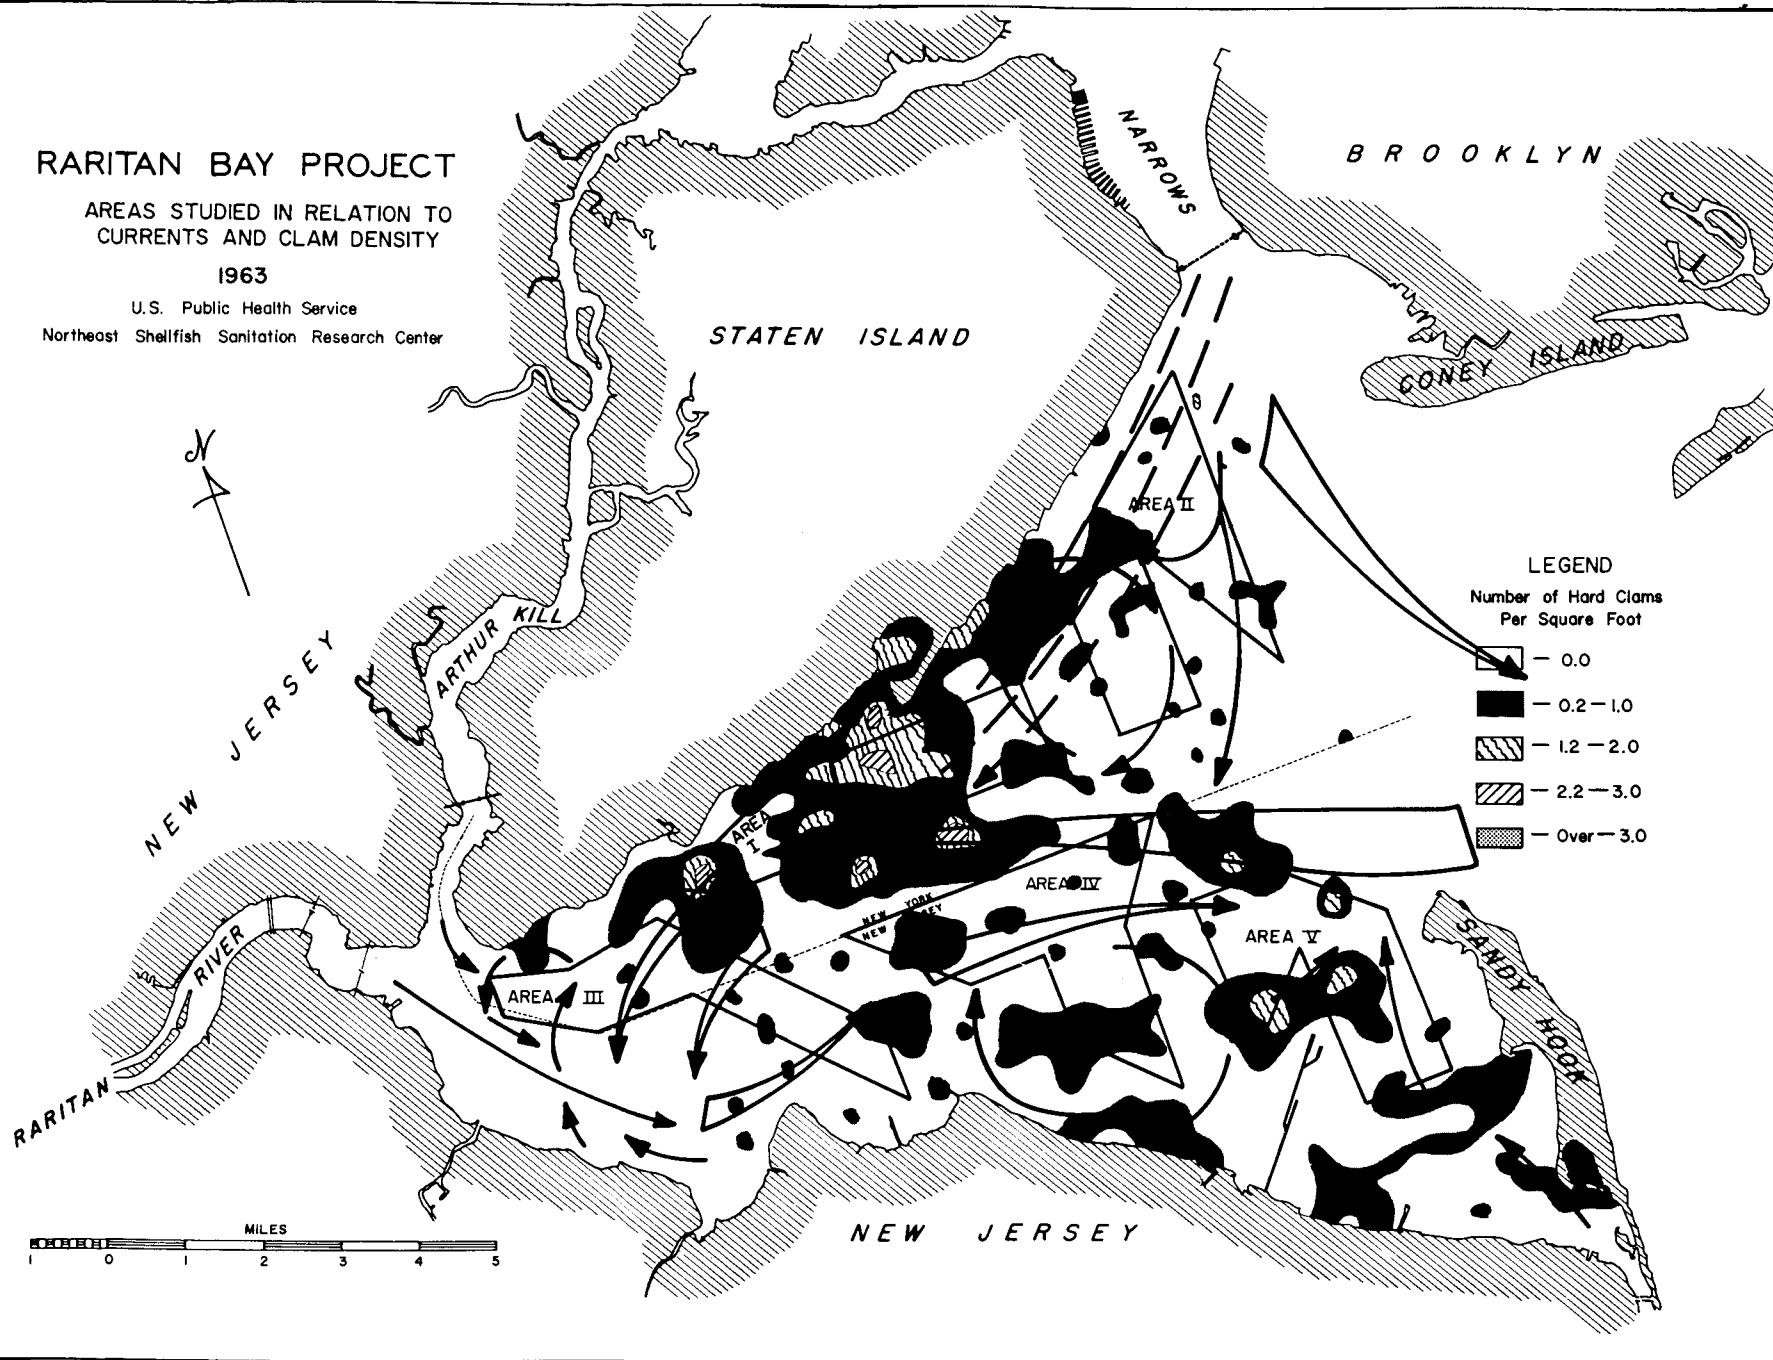 RARITAN BAY PROJECT
AREAS STUDIED IN RELATION TO
CURRENTS AND CLAM DENSITY
1963
U.S. Public Health Service
Northeast Shellfish Sanitation Research Center
N
NARROWS
BROOKLYN
STATEN ISLAND
CONEY ISLAND
AREA II
ARTHUR KILL
NEW JERSEY
LEGEND
Number of Hard Clams
Per Square Foot
— 0.0
— 0.2 — 1.0
— 1.2 — 2.0
— 2.2 — 3.0
— Over — 3.0
AREA
I
AREA IV
NEW YORK
NEW JERSEY
AREA V
SANDY HOOK
AREA III
RARITAN RIVER
NEW JERSEY
MILES
1 0 1 2 3 4 5